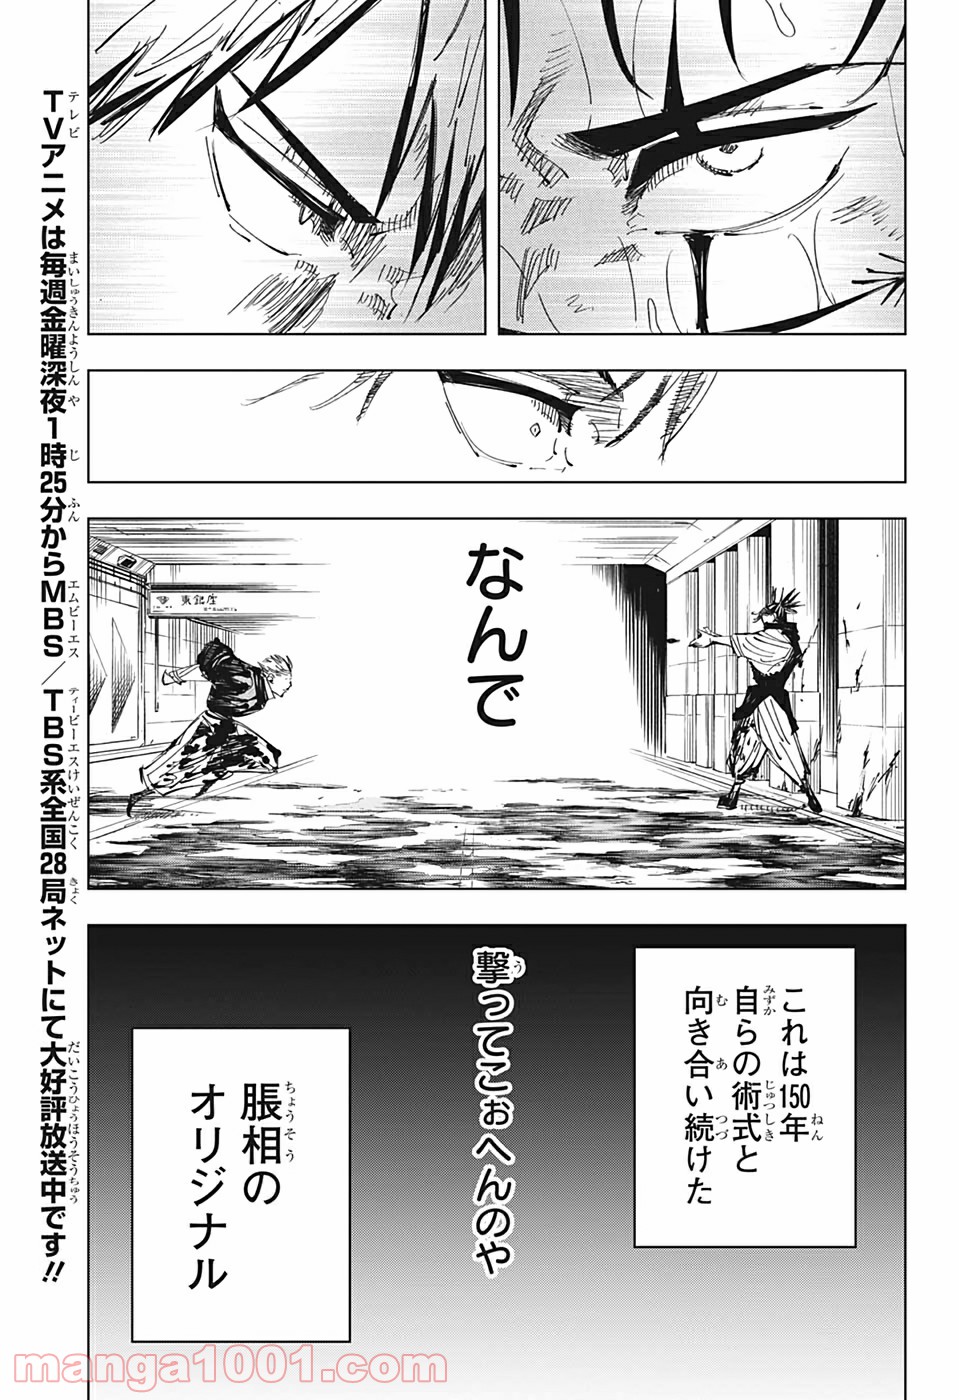 TVアニメは毎週金曜深夜1時25分からMBS／TBS系全国28局ネットにて大好評放送中です!!
東銀座
なんで
これは150年
自らの術式と
向き合い続けた
撃ってこぉへんのや
脹相の
オリジナル
manga1001.com